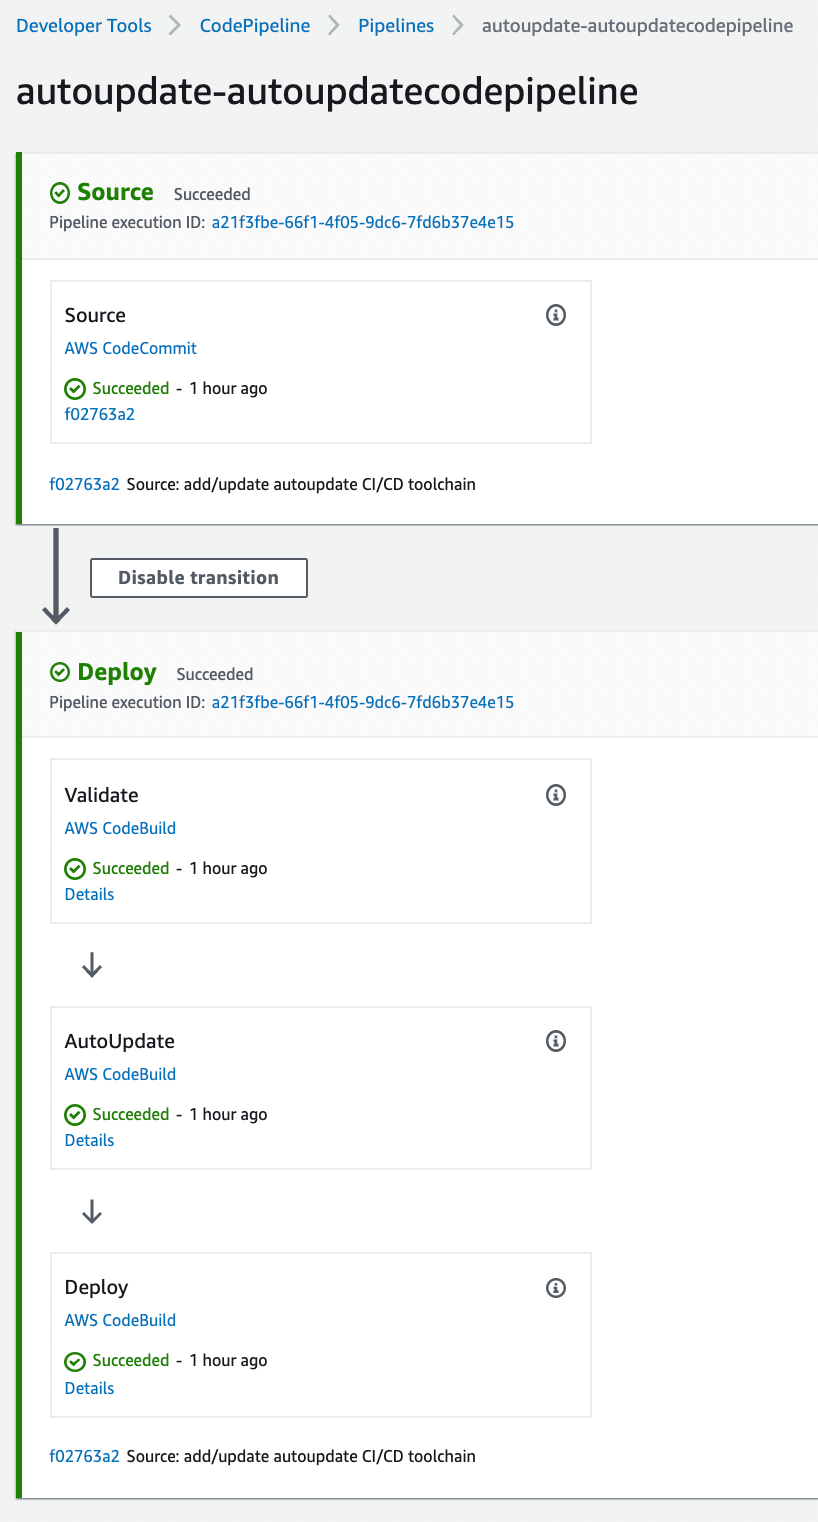 Developer Tools > CodePipeline > Pipelines > autoupdate-autoupdatecodepipeline
autoupdate-autoupdatecodepipeline
Source Succeeded
Pipeline execution ID: a21f3fbe-66f1-4f05-9dc6-7fd6b37e4e15
Source
AWS CodeCommit
Succeeded - 1 hour ago
f02763a2
f02763a2 Source: add/update autoupdate CI/CD toolchain
Disable transition
Deploy Succeeded
Pipeline execution ID: a21f3fbe-66f1-4f05-9dc6-7fd6b37e4e15
Validate
AWS CodeBuild
Succeeded - 1 hour ago
Details
AutoUpdate
AWS CodeBuild
Succeeded - 1 hour ago
Details
Deploy
AWS CodeBuild
Succeeded - 1 hour ago
Details
f02763a2 Source: add/update autoupdate CI/CD toolchain